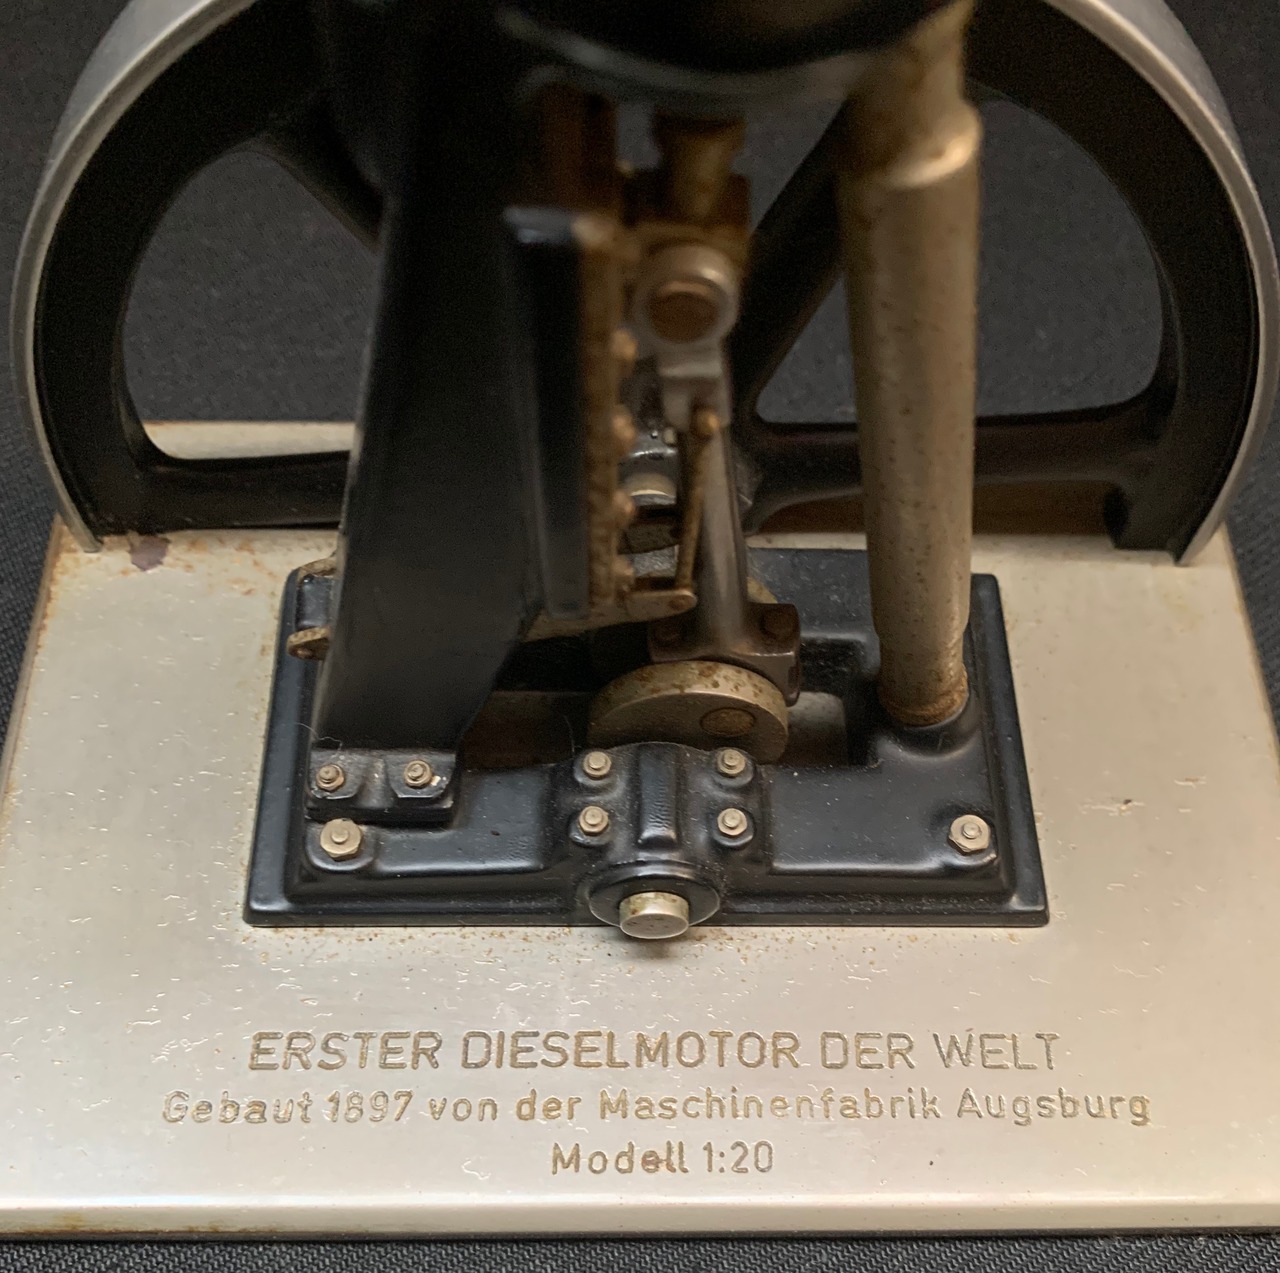 ERSTER DIESELMOTOR DER WELT
Gebaut 1897 von der Maschinenfabrik Augsburg
Modell 1:20